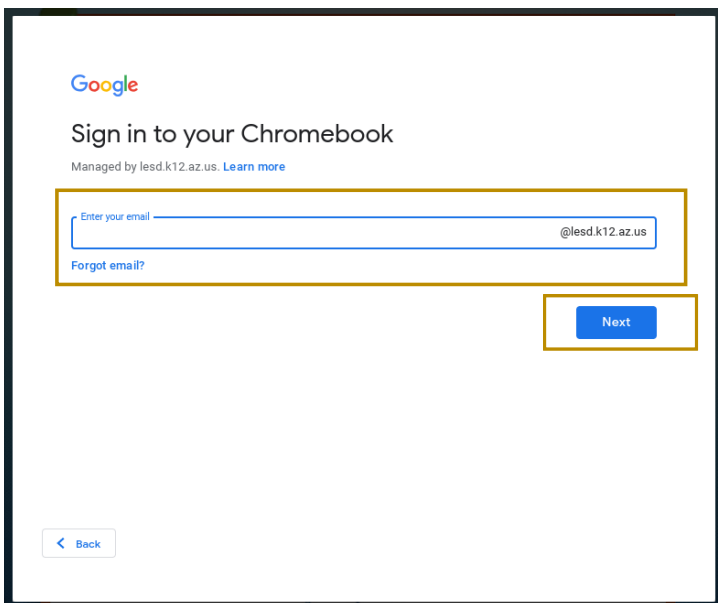 Google
Sign in to your Chromebook
Managed by lesd.k12.az.us. Learn more
Enter your email
@lesd.k12.az.us
Forgot email?
Next
Back